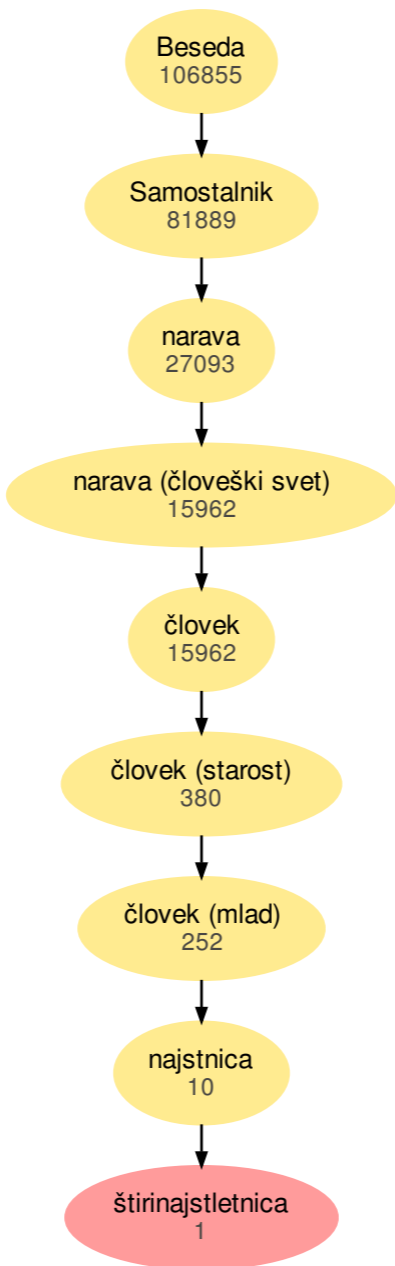 Beseda
106855
Samostalnik
81889
narava
27093
narava (človeški svet)
15962
človek
15962
človek (starost)
380
človek (mlad)
252
najstnica
10
štirinajstletnica
1